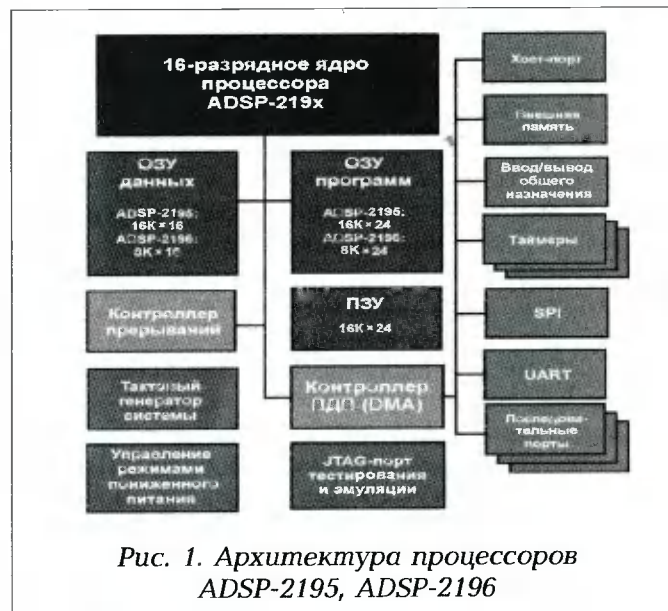 16-разрядное ядро
процессора
ADSP-219x
ОЗУ
данных
ADSP-2195:
16K × 16
ADSP-2196:
8K × 16
ОЗУ
программ
ADSP-2195:
16K × 24
ADSP-2196:
8K × 24
Контроллер
прерываний
ПЗУ
16K × 24
Тактовый
генератор
системы
Контроллер
ПДП (DMA)
Управление
режимами
пониженного
питания
JTAG-порт
тестирования
и эмуляции
Хост-порт
Внешняя
память
Ввод/вывод
общего
назначения
Таймеры
SPI
UART
Последова-
тельные
порты
Рис. 1. Архитектура процессоров
ADSP-2195, ADSP-2196